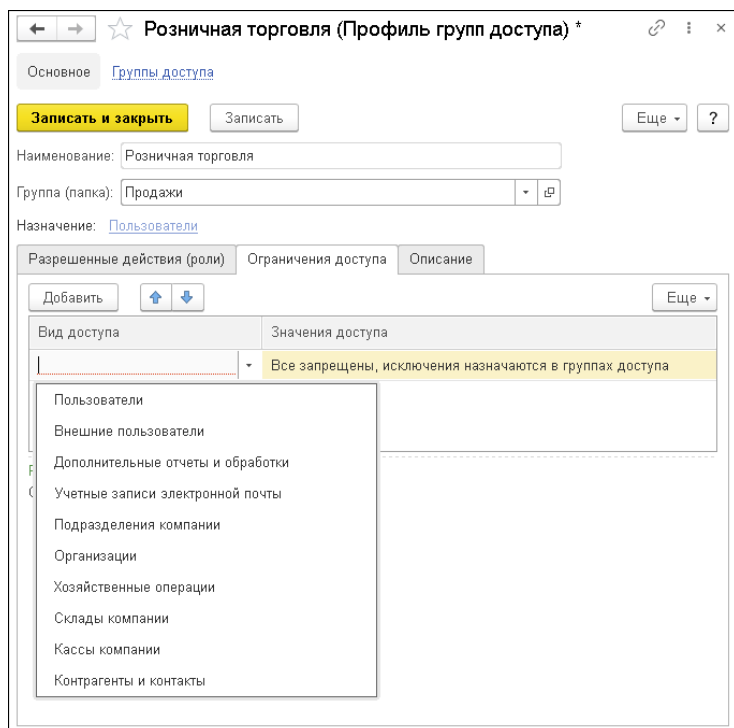 Розничная торговля (Профиль групп доступа) *
Основное Группы доступа
Записать и закрыть Записать Еще ?
Наименование: Розничная торговля
Группа (папка): Продажи
Назначение: Пользователи
Разрешенные действия (роли) Ограничения доступа Описание
Добавить Еще
Вид доступа Значения доступа
Все запрещены, исключения назначаются в группах доступа
Пользователи
Внешние пользователи
Дополнительные отчеты и обработки
Учетные записи электронной почты
Подразделения компании
Организации
Хозяйственные операции
Склады компании
Кассы компании
Контрагенты и контакты